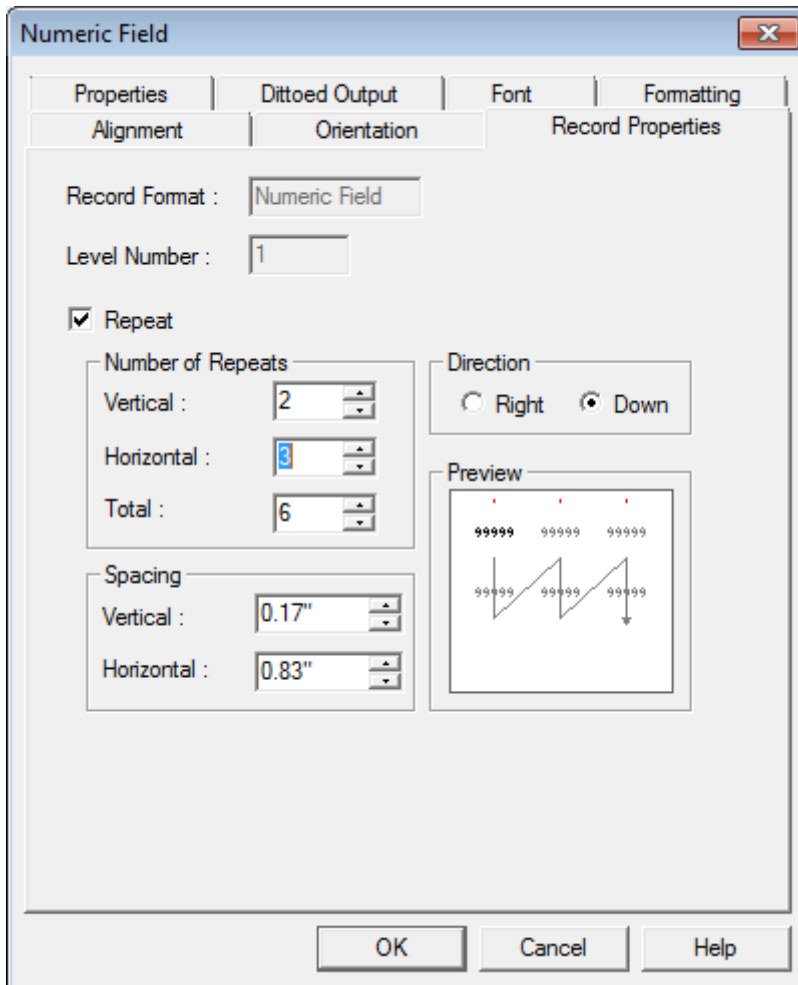 Numeric Field
Properties Dittoed Output Font Formatting
Alignment Orientation Record Properties
Record Format : Numeric Field
Level Number : 1
Repeat
Number of Repeats
Vertical : 2
Horizontal : 3
Total : 6
Direction
Right Down
Preview
99999 99999 99999
99999 99999 99999
Spacing
Vertical : 0.17"
Horizontal : 0.83"
OK Cancel Help